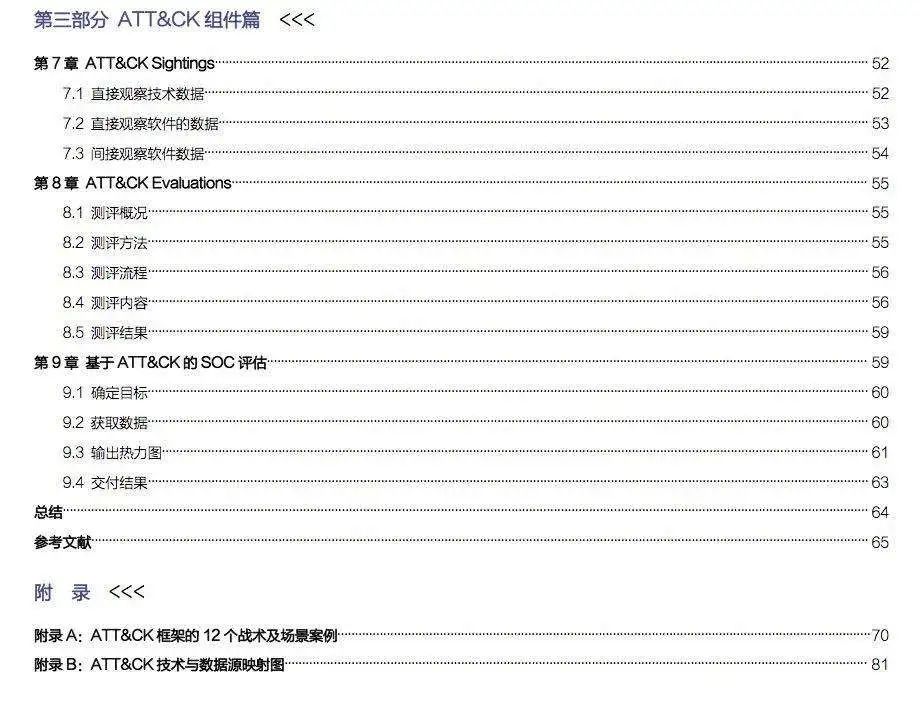 第三部分 ATT&CK 组件篇 <<<
第 7 章 ATT&CK Sightings 52
7.1 直接观察技术数据 52
7.2 直接观察软件的数据 53
7.3 间接观察软件数据 54
第 8 章 ATT&CK Evaluations 55
8.1 测评概况 55
8.2 测评方法 55
8.3 测评流程 56
8.4 测评内容 56
8.5 测评结果 59
第 9 章 基于 ATT&CK 的 SOC 评估 59
9.1 确定目标 60
9.2 获取数据 60
9.3 输出热力图 61
9.4 交付结果 63
总结 64
参考文献 65
附 录 <<<
附录 A：ATT&CK 框架的 12 个战术及场景案例 70
附录 B：ATT&CK 技术与数据源映射图 81